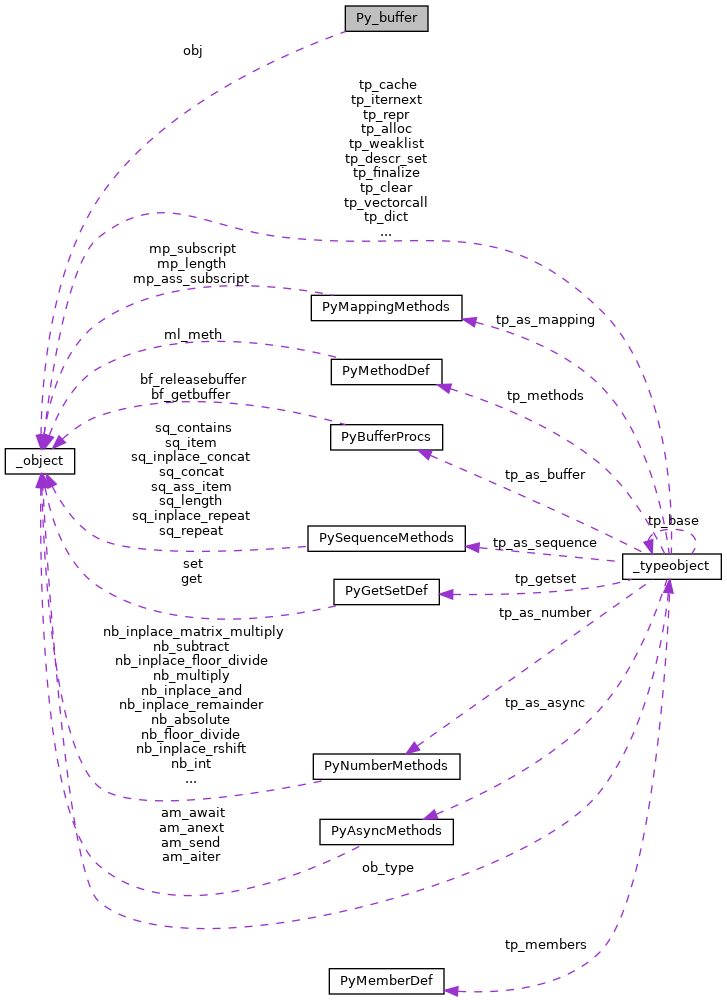 Py_buffer
obj
tp_cache
tp_iternext
tp_repr
tp_alloc
tp_weaklist
tp_descr_set
tp_finalize
tp_clear
tp_vectorcall
tp_dict
...
mp_subscript
mp_length
mp_ass_subscript
PyMappingMethods
tp_as_mapping
ml_meth
PyMethodDef
tp_methods
bf_releasebuffer
bf_getbuffer
PyBufferProcs
_object
tp_as_buffer
sq_contains
sq_item
sq_inplace_concat
sq_concat
sq_ass_item
sq_length
sq_inplace_repeat
sq_repeat
PySequenceMethods
tp_as_sequence
tp_base
_typeobject
set
get
PyGetSetDef
tp_getset
tp_as_number
nb_inplace_matrix_multiply
nb_subtract
nb_inplace_floor_divide
nb_multiply
nb_inplace_and
nb_inplace_remainder
nb_absolute
nb_floor_divide
nb_inplace_rshift
nb_int
...
PyNumberMethods
tp_as_async
am_await
am_anext
am_send
am_aiter
PyAsyncMethods
ob_type
tp_members
PyMemberDef